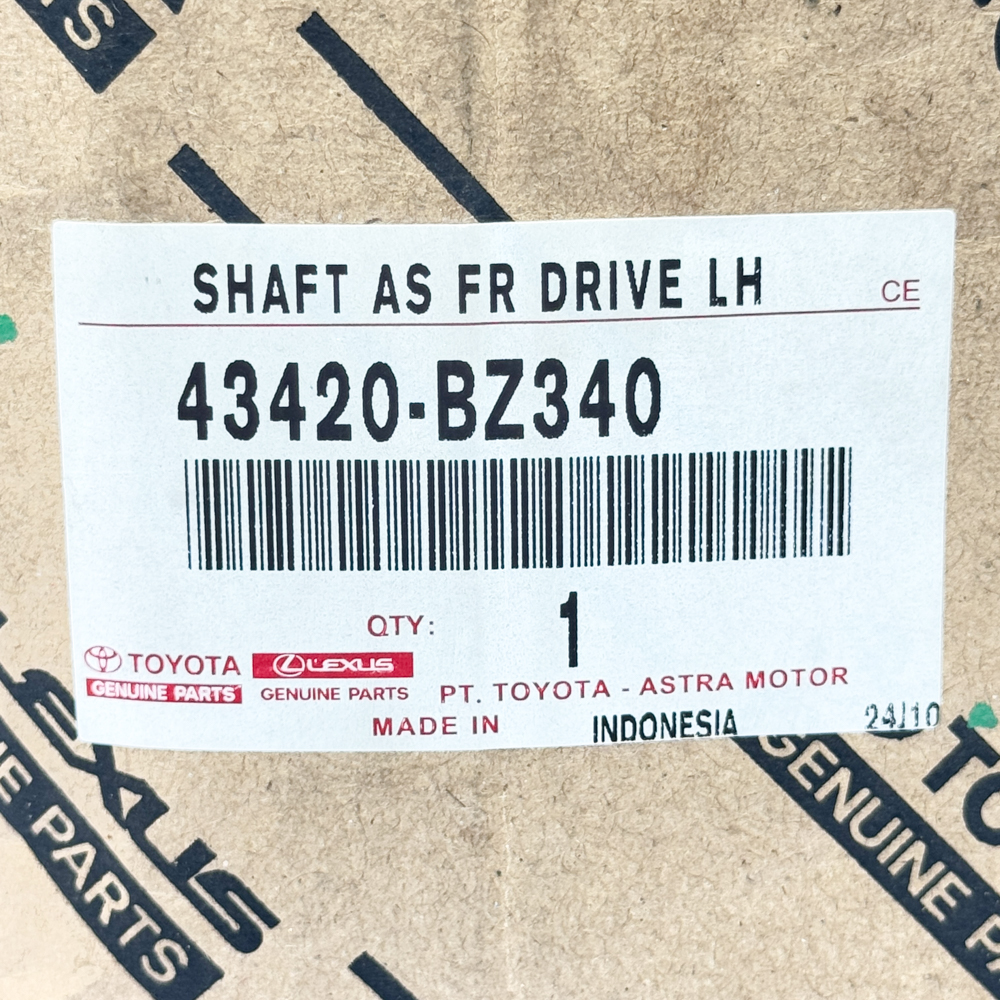 SHAFT AS FR DRIVE LH
CE
43420-BZ340
QTY: 1
TOYOTA
GENUINE PARTS
LEXUS
GENUINE PARTS
PT. TOYOTA - ASTRA MOTOR
MADE IN INDONESIA
24J10
LEXUS
GENUINE PARTS